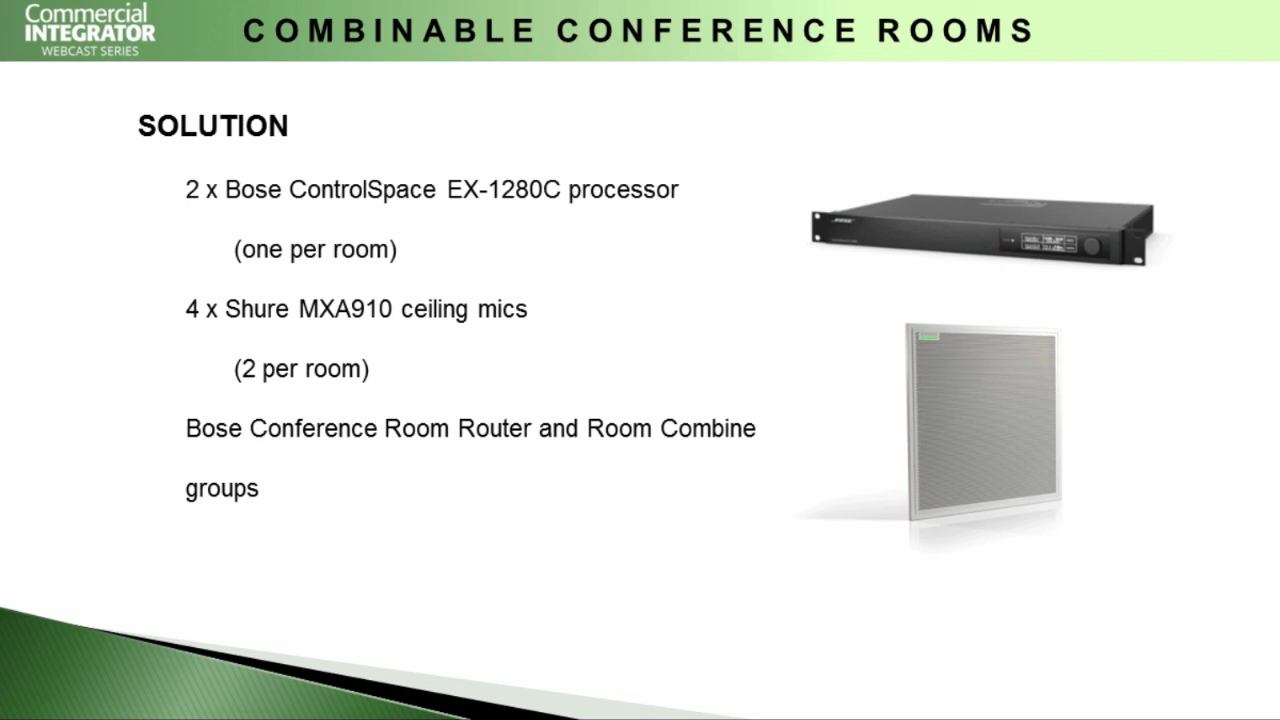 Commercial
INTEGRATOR
WEBCAST SERIES
COMBINABLE CONFERENCE ROOMS
SOLUTION
2 x Bose ControlSpace EX-1280C processor
(one per room)
4 x Shure MXA910 ceiling mics
(2 per room)
Bose Conference Room Router and Room Combine
groups
BOSE